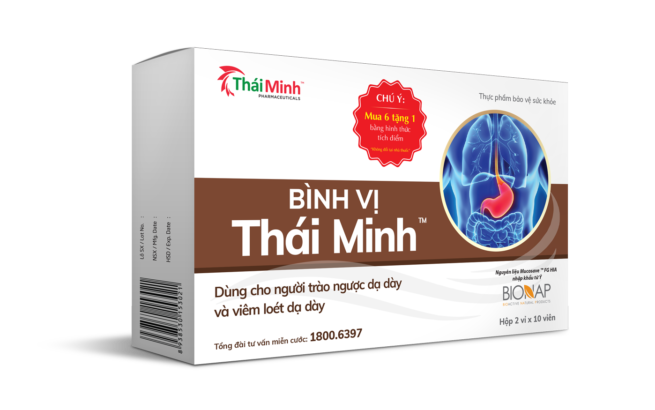 Thái Minh™
PHARMACEUTICALS
CHÚ Ý:
Mua 6 tặng 1
bằng hình thức
tích điểm
Thực phẩm bảo vệ sức khỏe
BÌNH VỊ
Thái Minh™
Nguyên liệu Mucosave™ FG HIA
nhập khẩu từ Ý
BIONAP
Hộp 2 vỉ x 10 viên
Dùng cho người trào ngược dạ dày
và viêm loét dạ dày
Tổng đài tư vấn miễn cước: 1800.6397
Lô SX / Lot No. :
NSX / Mfg. Date :
HSD / Exp. Date :